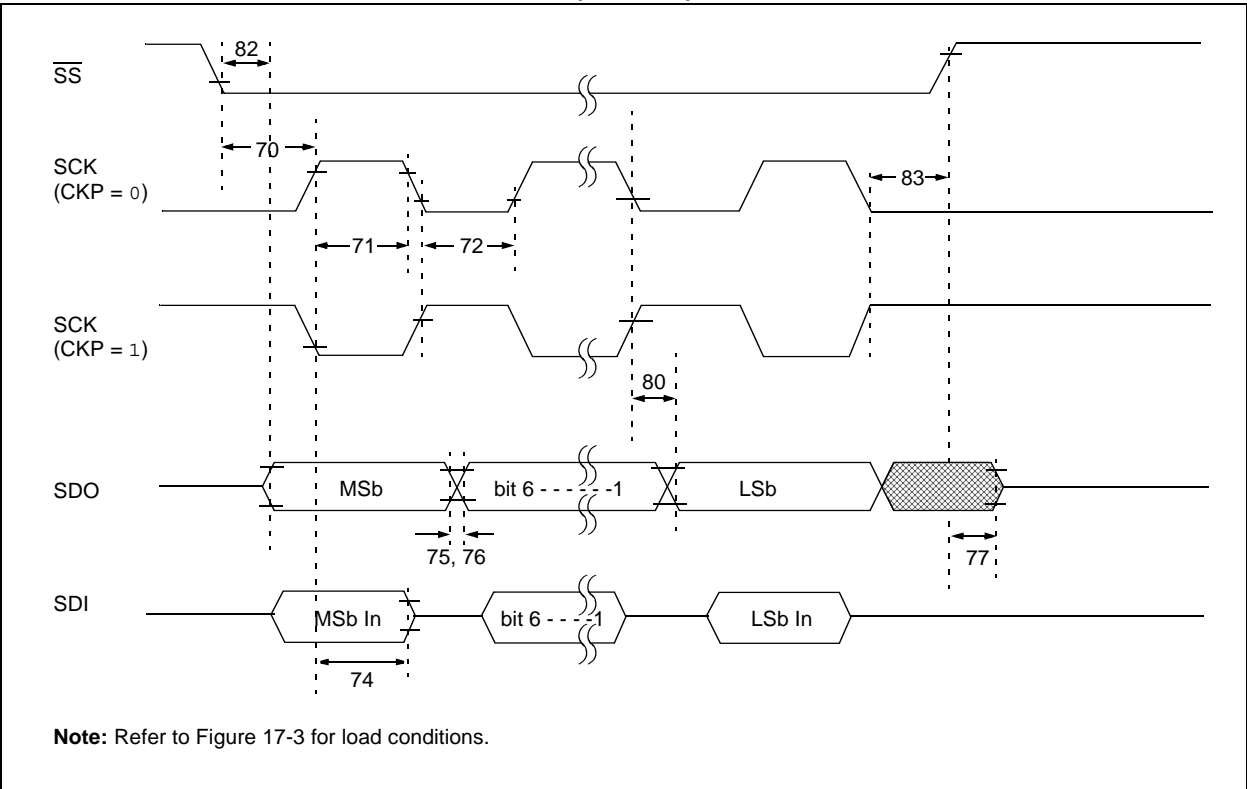 82
SS
70
SCK
(CKP = 0)
83
71
72
SCK
(CKP = 1)
80
SDO
MSb
bit 6 - - - - - -1
LSb
75, 76
77
SDI
MSb In
bit 6 - - - -1
LSb In
74
Note: Refer to Figure 17-3 for load conditions.